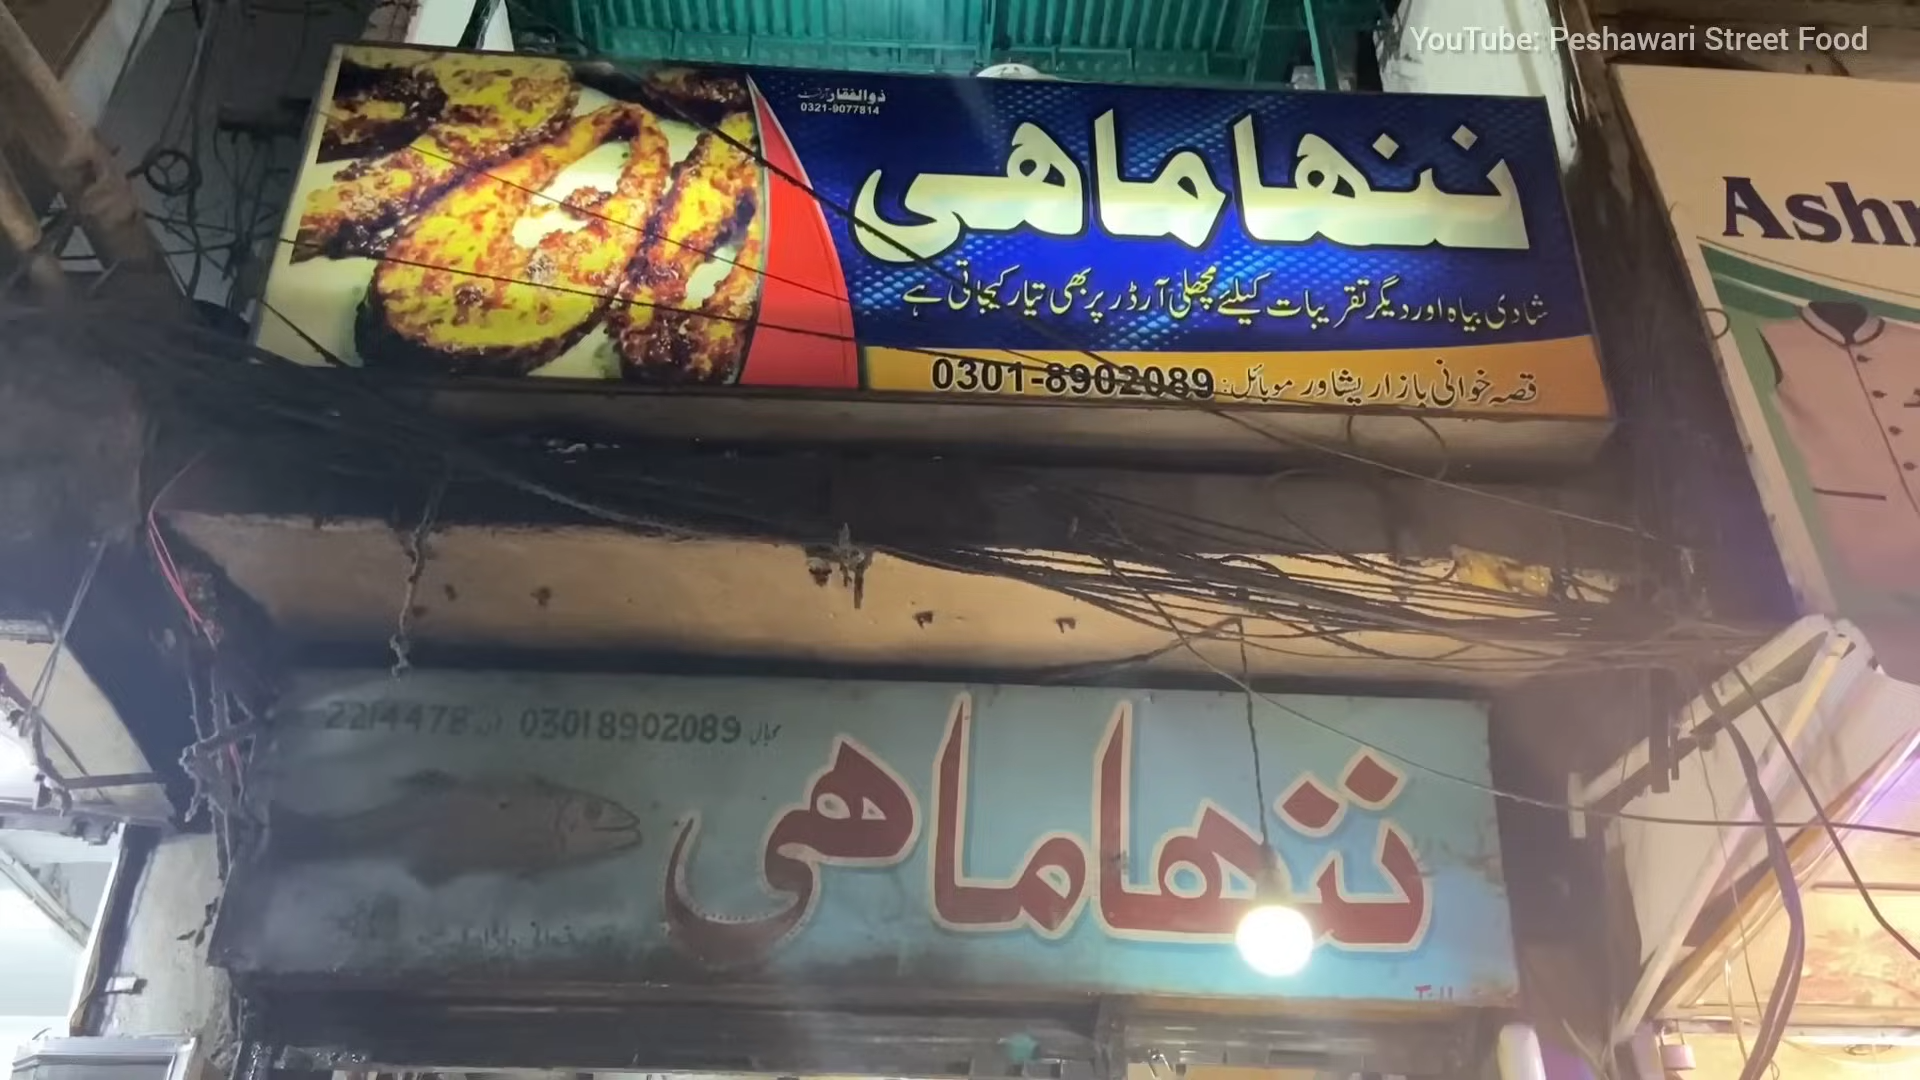 YouTube: Peshawari Street Food
ذوالفقار
0321-9077814
ننھا ماھی
شادی بیاہ اور دیگر تقریبات کیلئے مچھلی آرڈر پر بھی تیار کیجاتی ہے
قصہ خوانی بازار پشاور موبائل: 0301-8902089
Ashr
موبائل 03018902089
2214478
ننھا ماھی